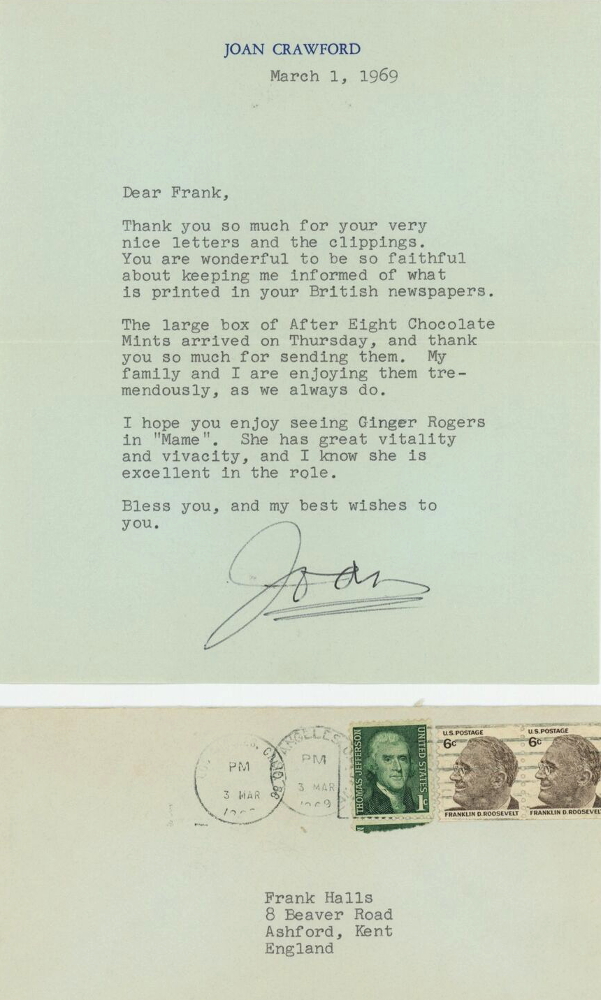 JOAN CRAWFORD
March 1, 1969
Dear Frank,
Thank you so much for your very
nice letters and the clippings.
You are wonderful to be so faithful
about keeping me informed of what
is printed in your British newspapers.
The large box of After Eight Chocolate
Mints arrived on Thursday, and thank
you so much for sending them.  My
family and I are enjoying them tre-
mendously, as we always do.
I hope you enjoy seeing Ginger Rogers
in "Mame".  She has great vitality
and vivacity, and I know she is
excellent in the role.
Bless you, and my best wishes to
you.
Joan
PM
3 MAR
ANGELES
PM
3 MAR
THOMAS JEFFERSON
UNITED STATES
1c
U.S. POSTAGE
6c
FRANKLIN D. ROOSEVELT
U.S. POSTAGE
6c
FRANKLIN D. ROOSEVELT
Frank Halls
8 Beaver Road
Ashford, Kent
England